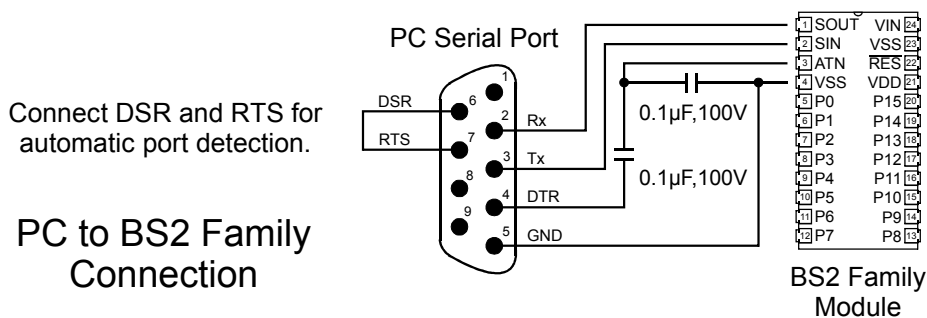 PC Serial Port
Connect DSR and RTS for
automatic port detection.
PC to BS2 Family
Connection
DSR
RTS
1
6
2
7
3
8
4
9
5
Rx
Tx
DTR
GND
0.1µF,100V
0.1µF,100V
1 SOUT VIN 24
2 SIN VSS 23
3 ATN RES 22
4 VSS VDD 21
5 P0 P15 20
6 P1 P14 19
7 P2 P13 18
8 P3 P12 17
9 P4 P11 16
10 P5 P10 15
11 P6 P9 14
12 P7 P8 13
BS2 Family
Module